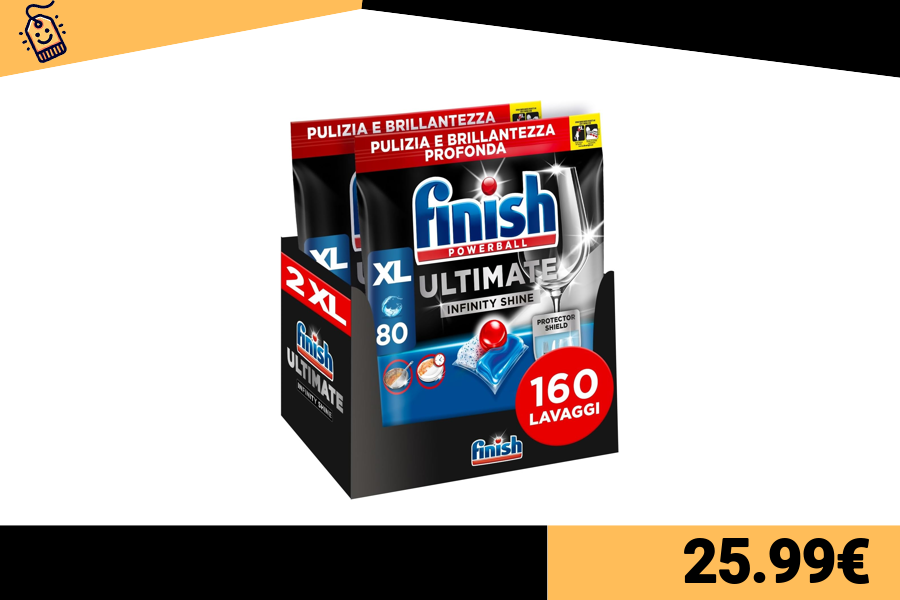 PULIZIA E BRILLANTEZZA
PULIZIA E BRILLANTEZZA
PROFONDA
finish
POWERBALL
XL
XL
ULTIMATE
INFINITY SHINE
80
PROTECTOR
SHIELD
2 XL
finish
ULTIMATE
INFINITY SHINE
160
LAVAGGI
finish
25.99€